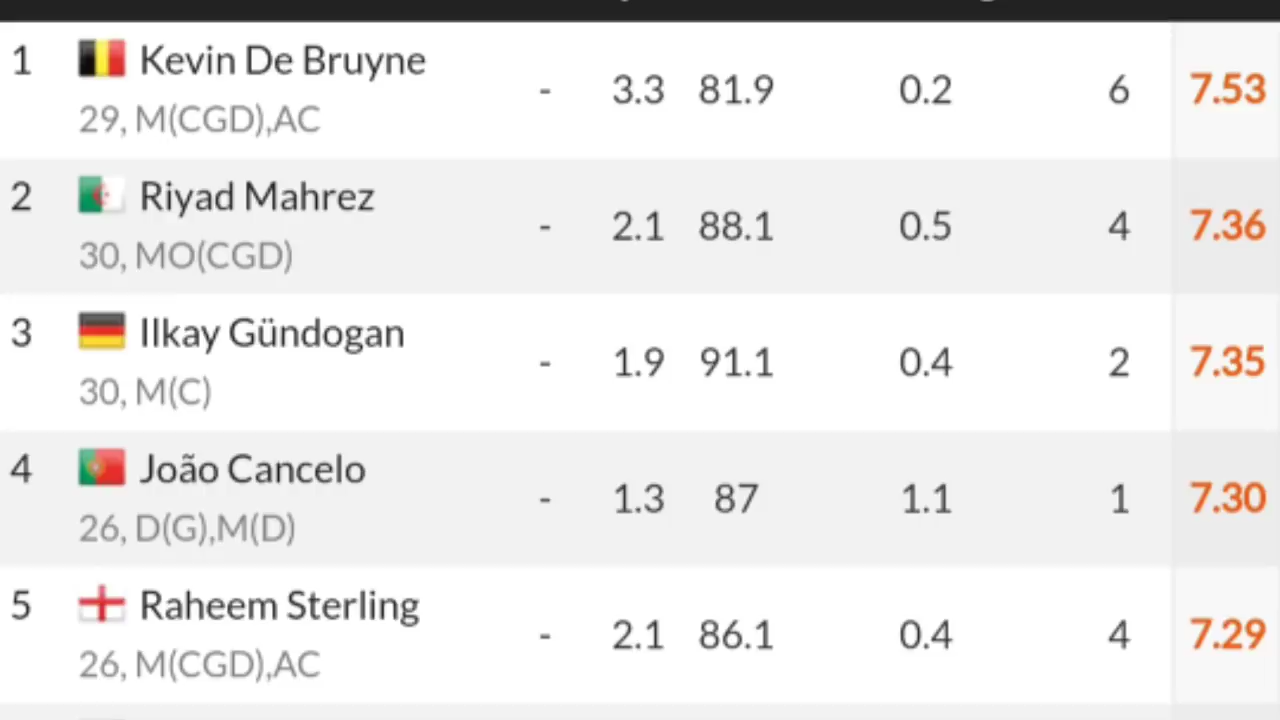 1 Kevin De Bruyne - 3.3 81.9 0.2 6 7.53
29, M(CGD),AC
2 Riyad Mahrez - 2.1 88.1 0.5 4 7.36
30, MO(CGD)
3 Ilkay Gündogan - 1.9 91.1 0.4 2 7.35
30, M(C)
4 João Cancelo - 1.3 87 1.1 1 7.30
26, D(G),M(D)
5 Raheem Sterling - 2.1 86.1 0.4 4 7.29
26, M(CGD),AC